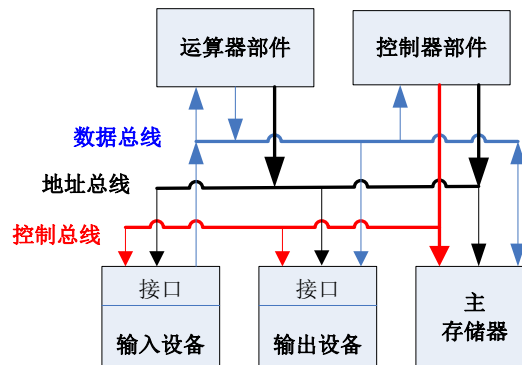 运算器部件
控制器部件
数据总线
地址总线
控制总线
接口
接口
主
输入设备
输出设备
存储器